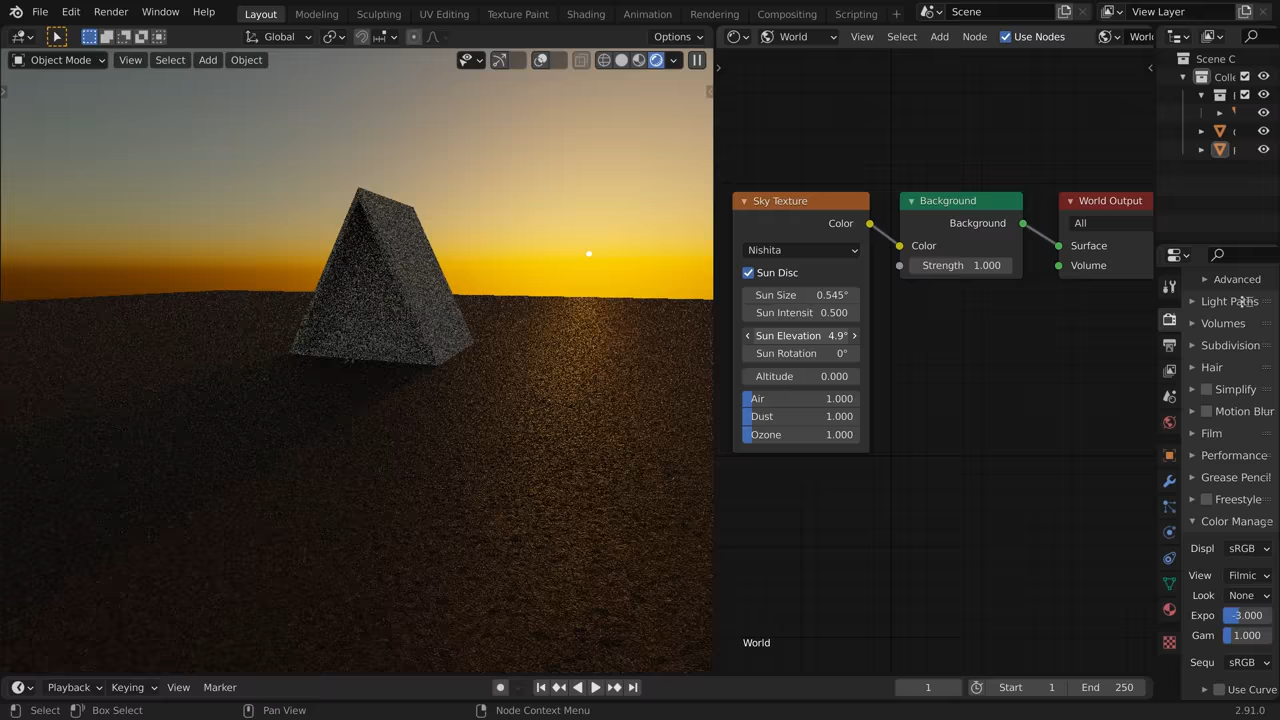 File Edit Render Window Help Layout Modeling Sculpting UV Editing Texture Paint Shading Animation Rendering Compositing Scripting Scene View Layer
Global Options World View Select Add Node Use Nodes Worl
Object Mode View Select Add Object
Scene C
Colle
Sky Texture Background World Output
Color Background All
Color Surface
Nishita Strength 1.000 Volume
Sun Disc
Sun Size 0.545°
Sun Intensit 0.500
Sun Elevation 4.9°
Sun Rotation 0°
Altitude 0.000
Air 1.000
Dust 1.000
Ozone 1.000
World
Advanced
Light Paths
Volumes
Subdivision
Hair
Simplify
Motion Blur
Film
Performance
Grease Pencil
Freestyle
Color Manage
Displ sRGB
View Filmic
Look None
Expo -3.000
Gam 1.000
Sequ sRGB
Use Curve
Playback Keying View Marker 1 Start 1 End 250
Select Box Select Pan View Node Context Menu 2.91.0